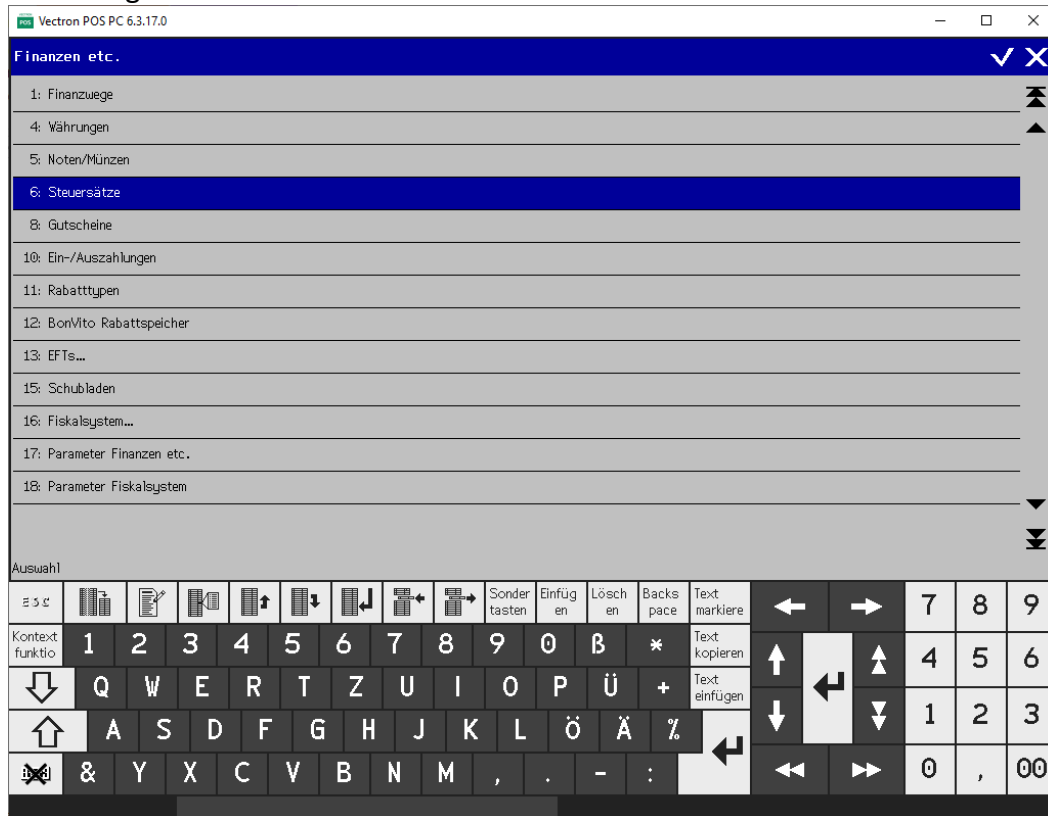 Vectron POS PC 6.3.17.0
Finanzen etc.
1: Finanzwege
4: Währungen
5: Noten/Münzen
6: Steuersätze
8: Gutscheine
10: Ein-/Auszahlungen
11: Rabatttypen
12: BonVito Rabattspeicher
13: EFTs...
15: Schubladen
16: Fiskalsystem...
17: Parameter Finanzen etc.
18: Parameter Fiskalsystem
Auswahl
ESC Sonder tasten Einfüg en Lösch en Backs pace Text markiere 7 8 9
Kontext funktio 1 2 3 4 5 6 7 8 9 0 ß * Text kopieren 4 5 6
Q W E R T Z U I O P Ü + Text einfügen
A S D F G H J K L Ö Ä % 1 2 3
& Y X C V B N M , . - : 0 , 00